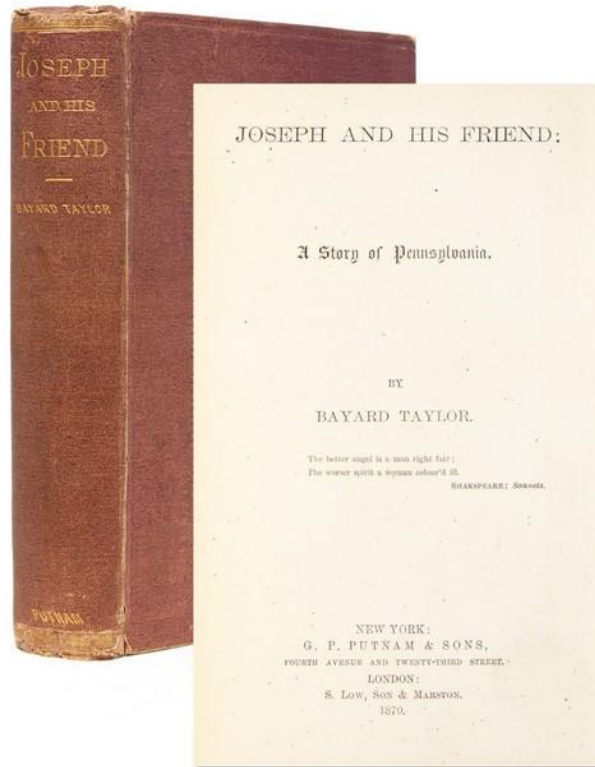 JOSEPH
AND HIS
FRIEND
BAYARD TAYLOR
PUTNAM
JOSEPH AND HIS FRIEND:
A Story of Pennsylvania.
BY
BAYARD TAYLOR.
The better angel is a man right fair;
The worser spirit a woman colour'd ill.
SHAKSPEARE: Sonnets.
NEW YORK:
G. P. PUTNAM & SONS,
FOURTH AVENUE AND TWENTY-THIRD STREET.
LONDON:
S. LOW, SON & MARSTON.
1870.